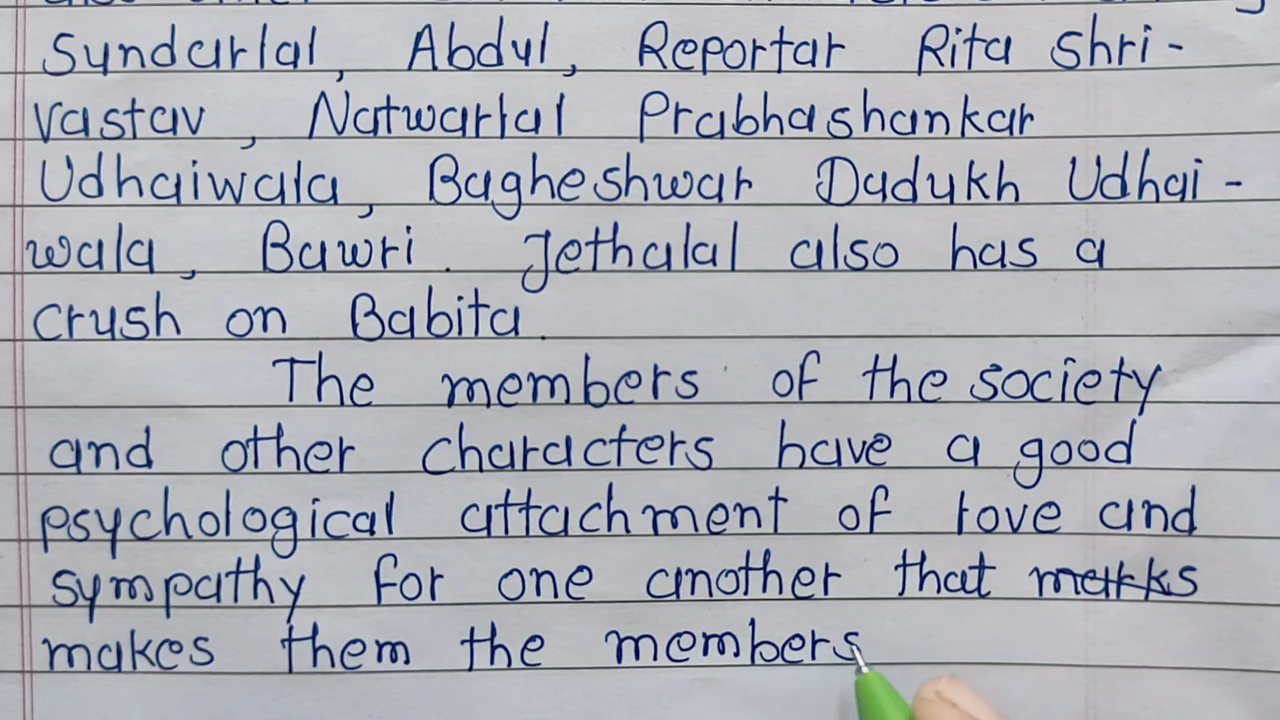 Sundarlal, Abdul, Reportar Rita Shri-
vastav, Natwarlal Prabhashankar
Udhaiwala, Bagheshwar Dadukh Udhai-
wala, Bawri. Jethalal also has a
crush on Babita.
The members of the society
and other characters have a good
psychological attachment of love and
sympathy for one another that marks
makes them the members